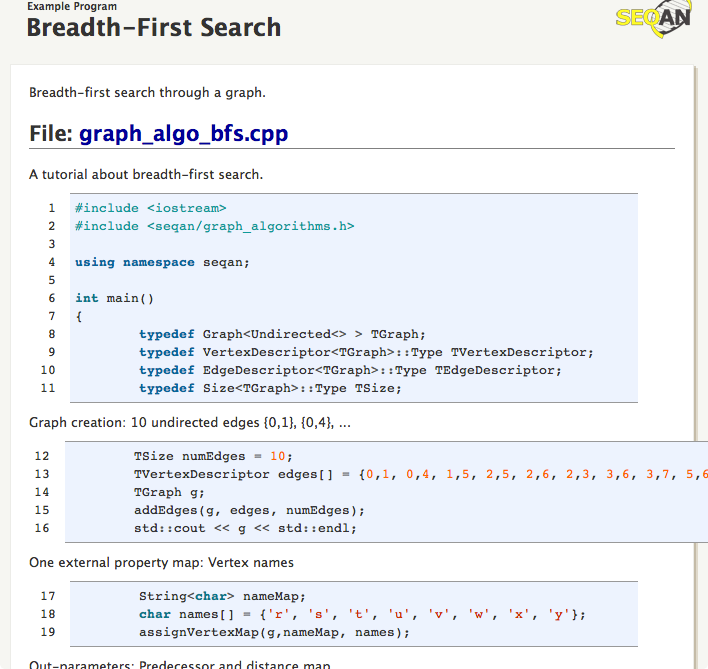 Example Program
Breadth-First Search
SEQAN
Breadth-first search through a graph.
File: graph_algo_bfs.cpp
A tutorial about breadth-first search.
1 #include <iostream>
2 #include <seqan/graph_algorithms.h>
3
4 using namespace seqan;
5
6 int main()
7 {
8 typedef Graph<Undirected<> > TGraph;
9 typedef VertexDescriptor<TGraph>::Type TVertexDescriptor;
10 typedef EdgeDescriptor<TGraph>::Type TEdgeDescriptor;
11 typedef Size<TGraph>::Type TSize;
Graph creation: 10 undirected edges {0,1}, {0,4}, ...
12 TSize numEdges = 10;
13 TVertexDescriptor edges[] = {0,1, 0,4, 1,5, 2,5, 2,6, 2,3, 3,6, 3,7, 5,6
14 TGraph g;
15 addEdges(g, edges, numEdges);
16 std::cout << g << std::endl;
One external property map: Vertex names
17 String<char> nameMap;
18 char names[] = {'r', 's', 't', 'u', 'v', 'w', 'x', 'y'};
19 assignVertexMap(g,nameMap, names);
Out-parameters: Predecessor and distance map